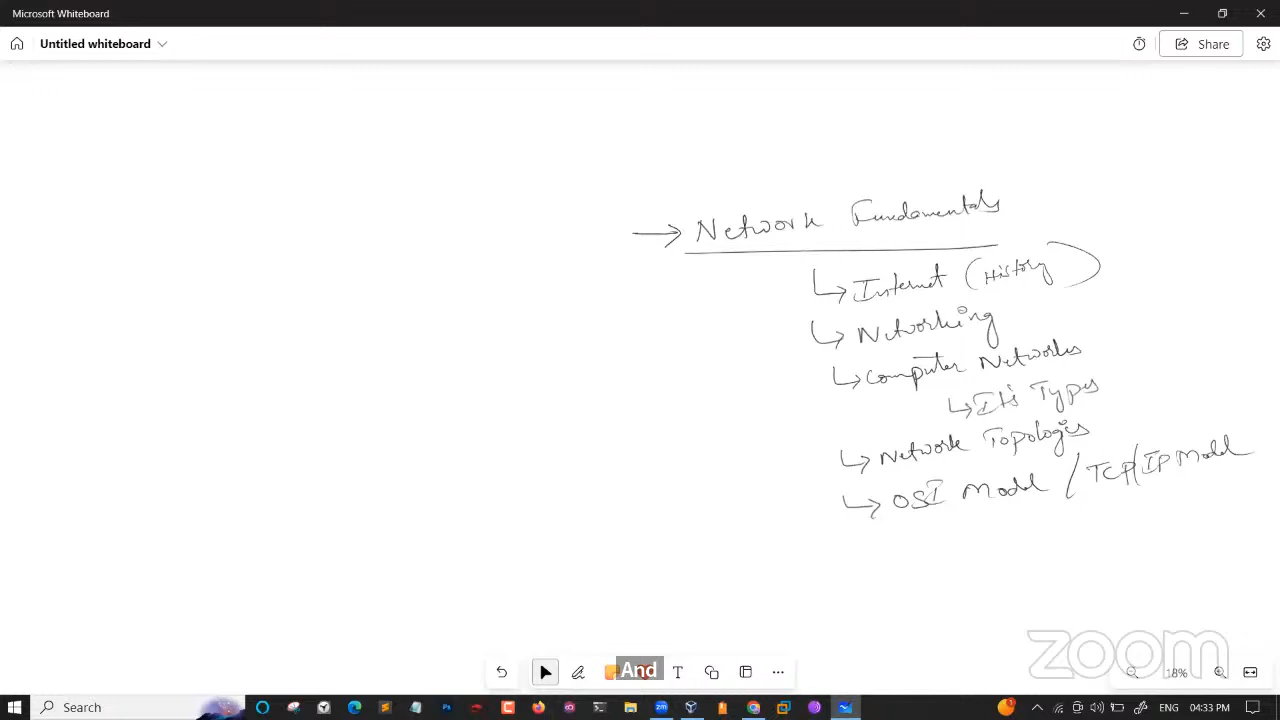 Microsoft Whiteboard
Untitled whiteboard
Share
→ Network Fundamentals
↳ Internet (History)
↳ Networking
↳ Computer Networks
↳ It's Types
↳ Network Topologies
↳ OSI Model / TCP/IP Model
zoom
And
T
18%
Search
ENG
04:33 PM